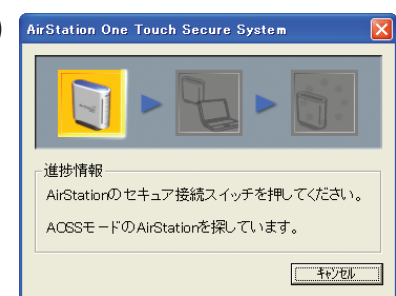 AirStation One Touch Secure System
進捗情報
AirStationのセキュア接続スイッチを押してください。
AOSSモードのAirStationを探しています。
キャンセル